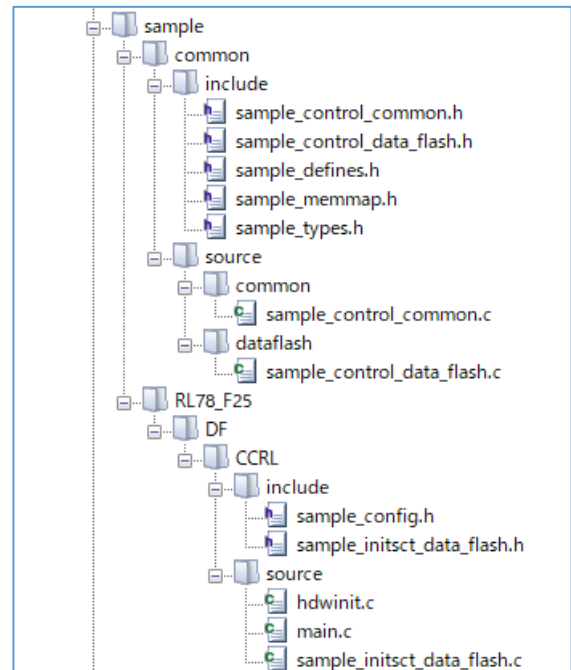 sample
common
include
sample_control_common.h
sample_control_data_flash.h
sample_defines.h
sample_memmap.h
sample_types.h
source
common
sample_control_common.c
dataflash
sample_control_data_flash.c
RL78_F25
DF
CCRL
include
sample_config.h
sample_initsct_data_flash.h
source
hdwinit.c
main.c
sample_initsct_data_flash.c